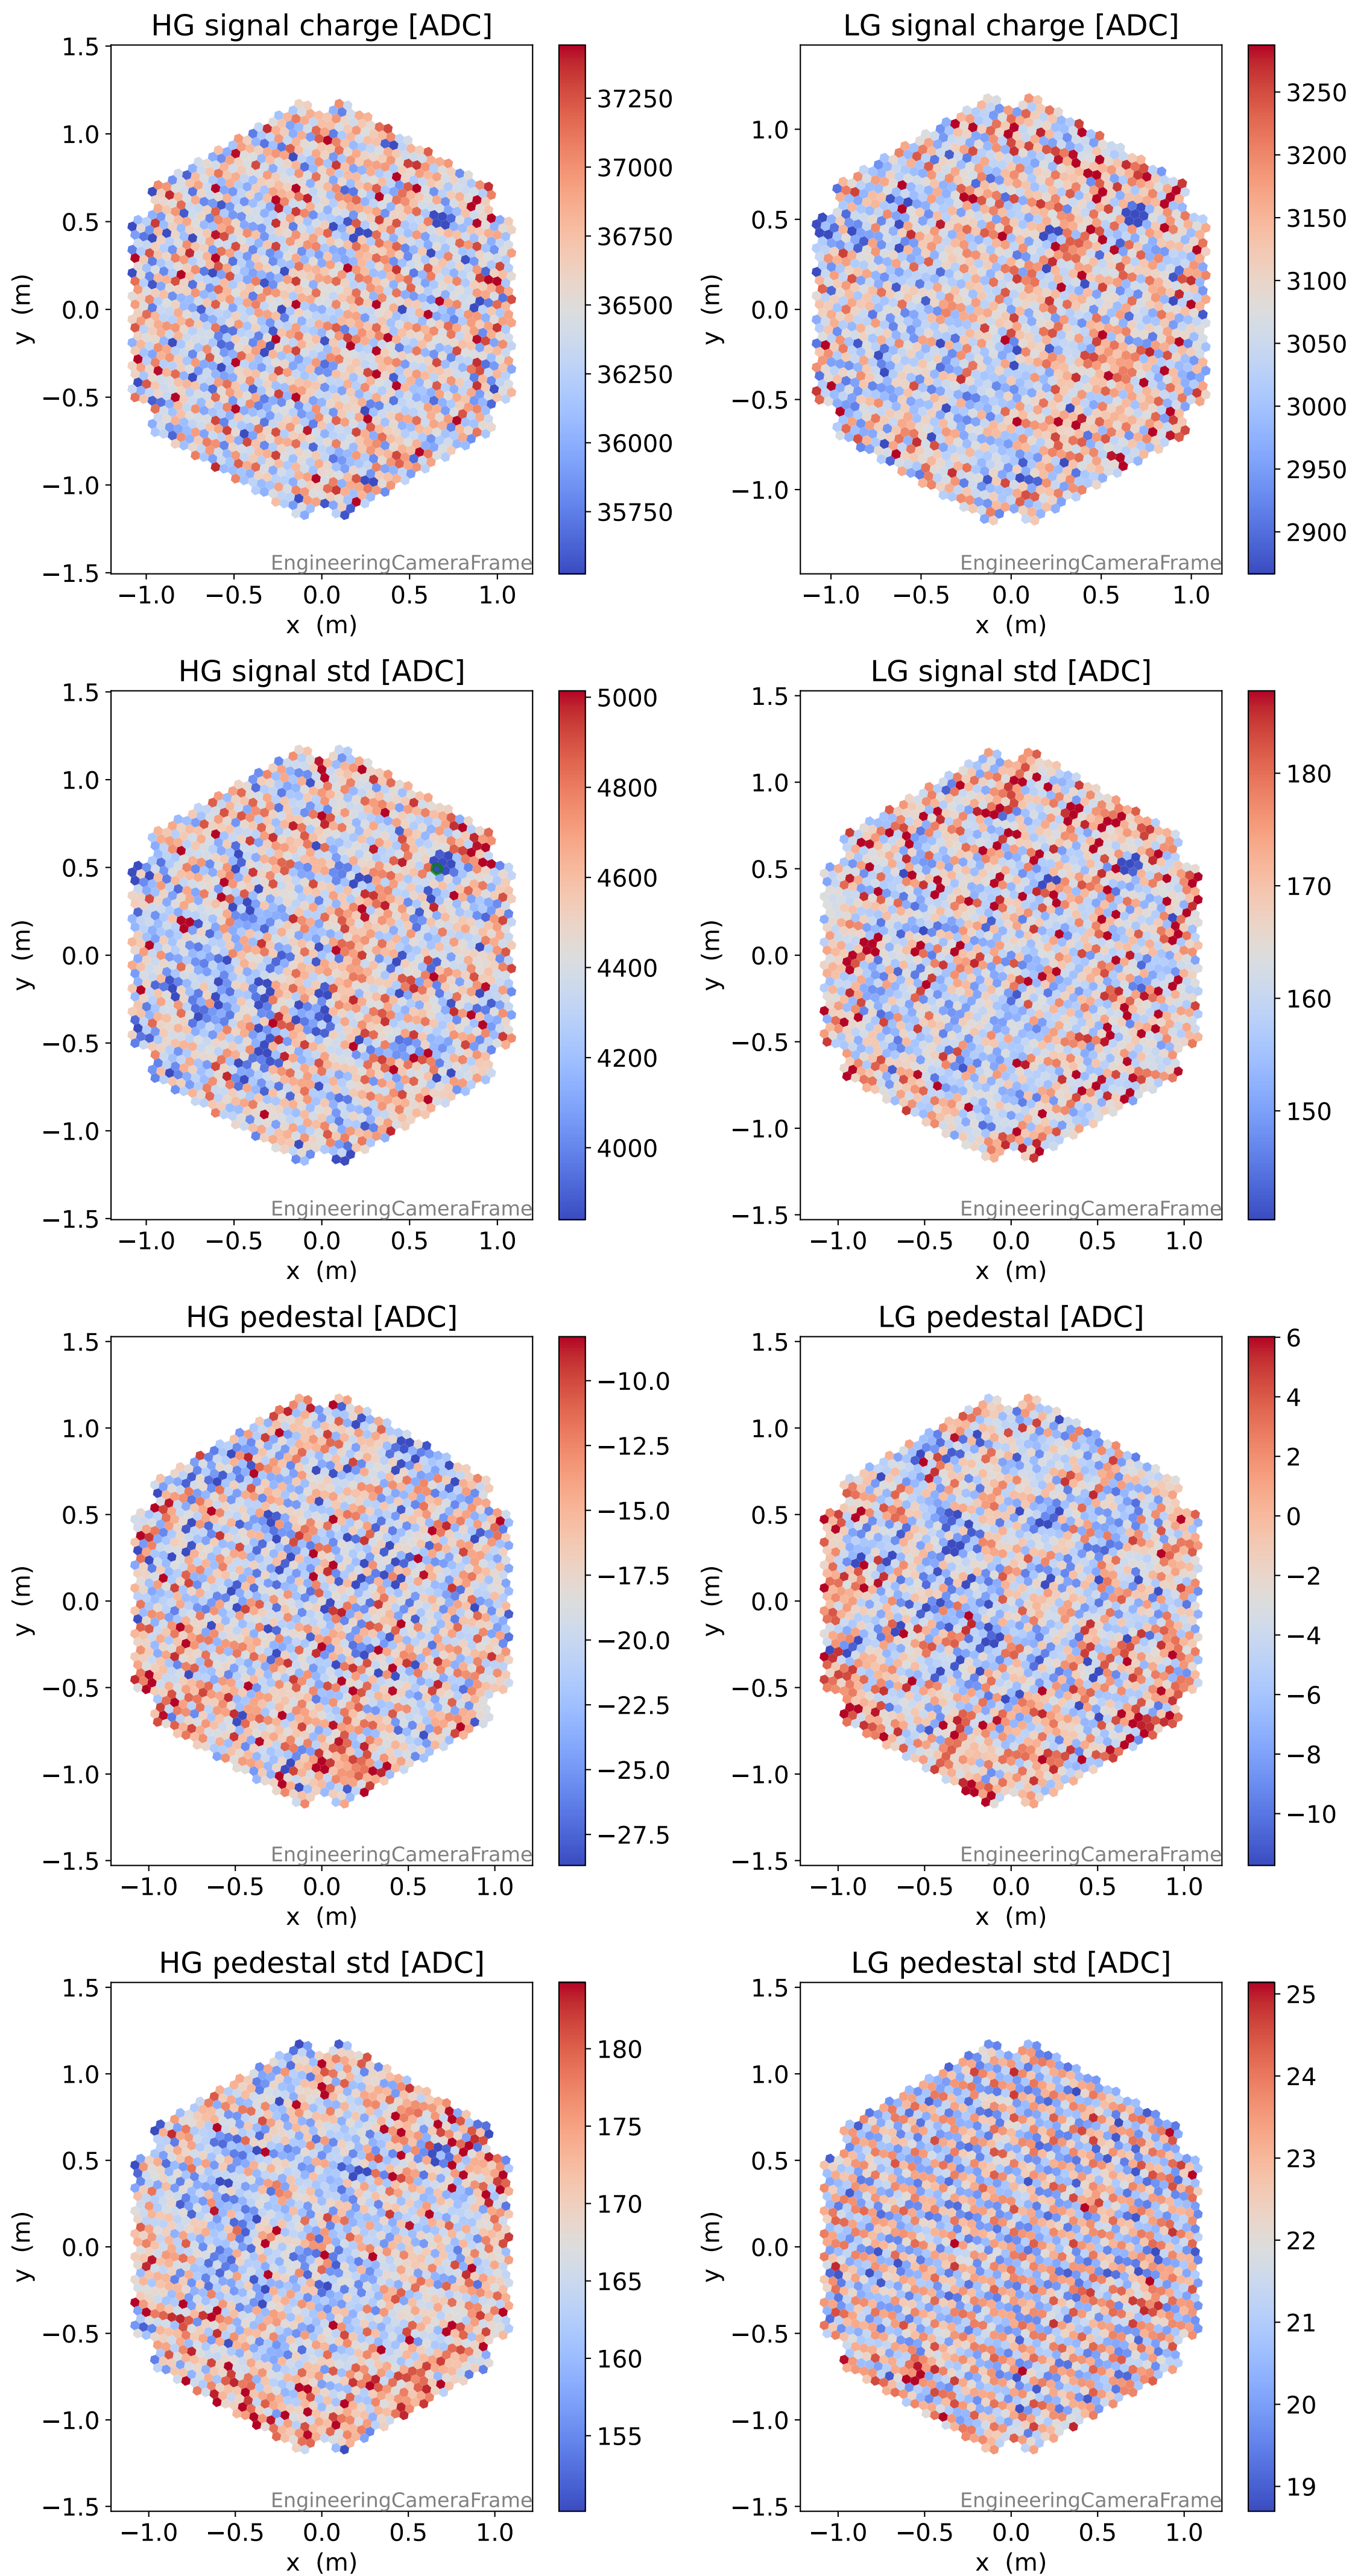 HG signal charge [ADC]
1.5
1.0
0.5
0.0
−0.5
−1.0
−1.5
y (m)
−1.0 −0.5 0.0 0.5 1.0
x (m)
EngineeringCameraFrame
37250
37000
36750
36500
36250
36000
35750
LG signal charge [ADC]
1.0
0.5
0.0
−0.5
−1.0
y (m)
−1.0 −0.5 0.0 0.5 1.0
x (m)
EngineeringCameraFrame
3250
3200
3150
3100
3050
3000
2950
2900
HG signal std [ADC]
1.5
1.0
0.5
0.0
−0.5
−1.0
−1.5
y (m)
−1.0 −0.5 0.0 0.5 1.0
x (m)
EngineeringCameraFrame
5000
4800
4600
4400
4200
4000
LG signal std [ADC]
1.5
1.0
0.5
0.0
−0.5
−1.0
−1.5
y (m)
−1.0 −0.5 0.0 0.5 1.0
x (m)
EngineeringCameraFrame
180
170
160
150
HG pedestal [ADC]
1.5
1.0
0.5
0.0
−0.5
−1.0
−1.5
y (m)
−1.0 −0.5 0.0 0.5 1.0
x (m)
EngineeringCameraFrame
−10.0
−12.5
−15.0
−17.5
−20.0
−22.5
−25.0
−27.5
LG pedestal [ADC]
1.5
1.0
0.5
0.0
−0.5
−1.0
−1.5
y (m)
−1.0 −0.5 0.0 0.5 1.0
x (m)
EngineeringCameraFrame
6
4
2
0
−2
−4
−6
−8
−10
HG pedestal std [ADC]
1.5
1.0
0.5
0.0
−0.5
−1.0
−1.5
y (m)
−1.0 −0.5 0.0 0.5 1.0
x (m)
EngineeringCameraFrame
180
175
170
165
160
155
LG pedestal std [ADC]
1.5
1.0
0.5
0.0
−0.5
−1.0
−1.5
y (m)
−1.0 −0.5 0.0 0.5 1.0
x (m)
EngineeringCameraFrame
25
24
23
22
21
20
19